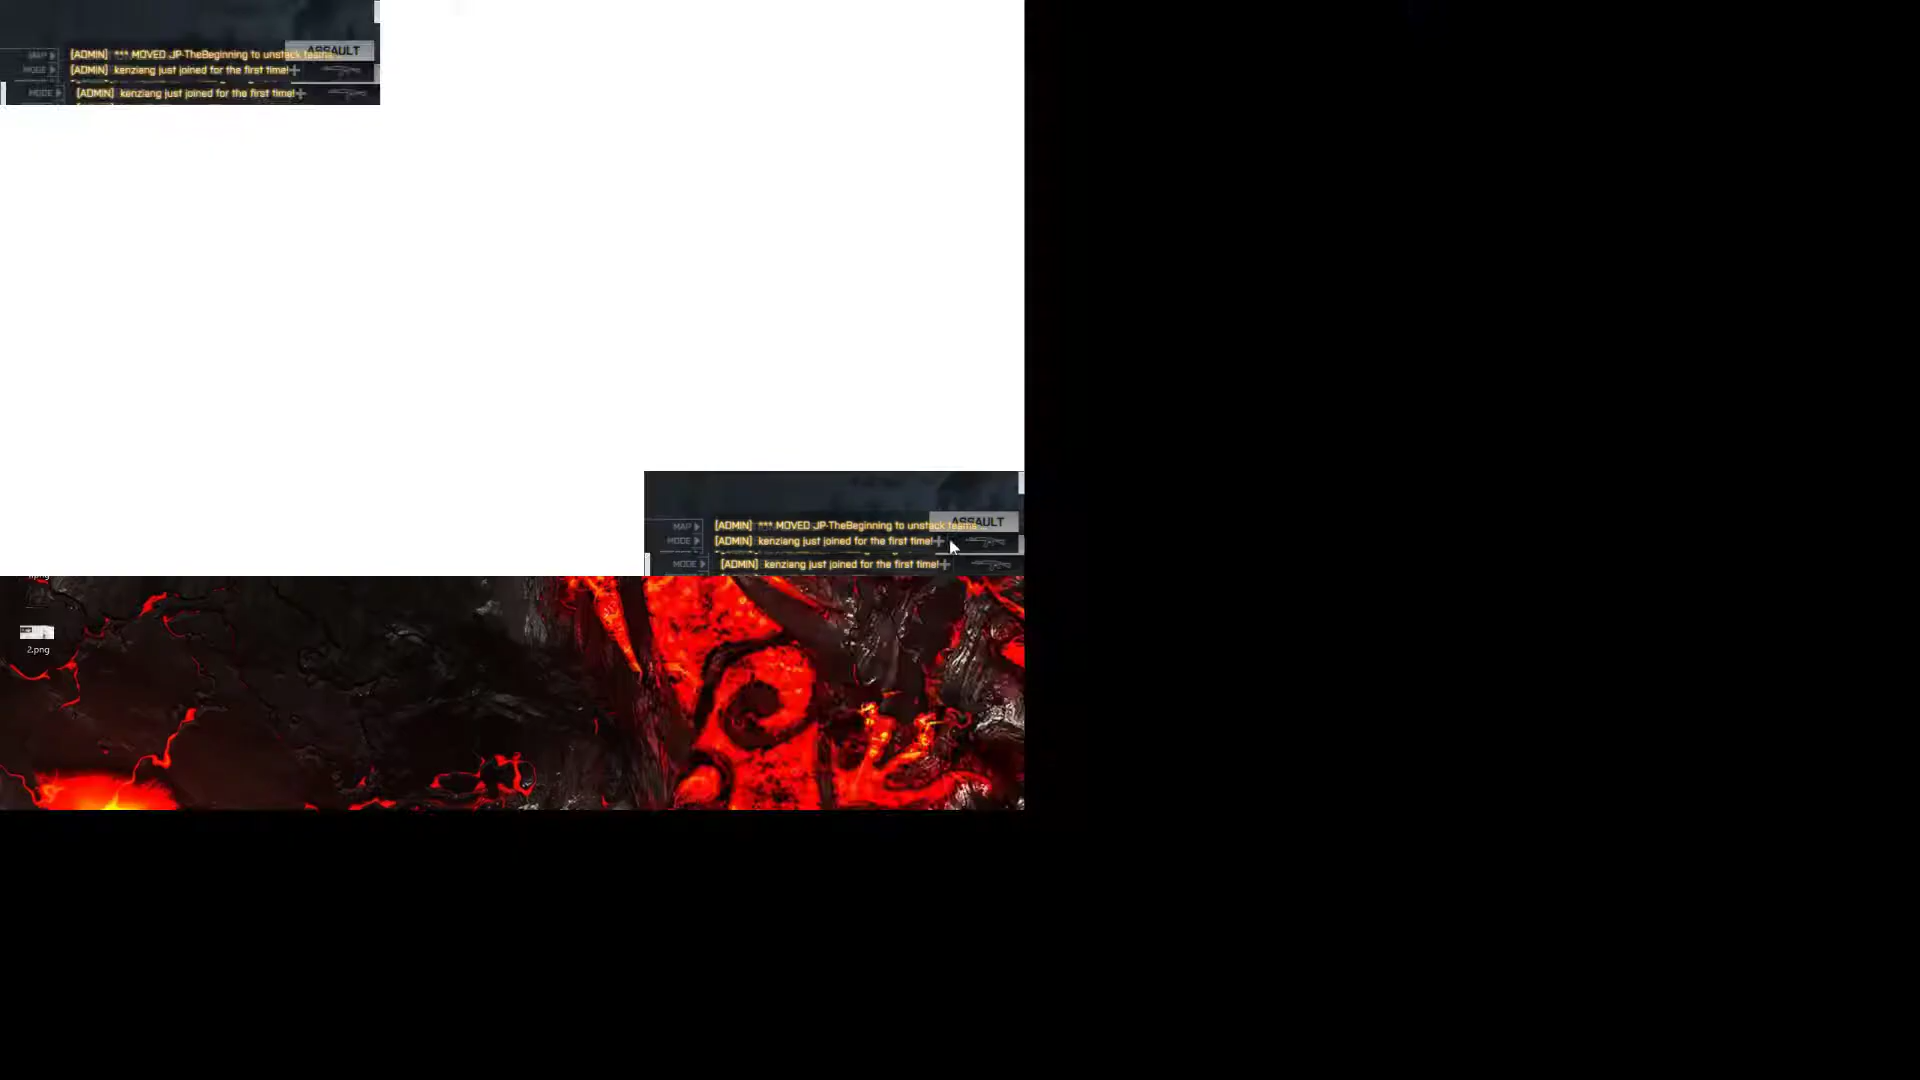 ASSAULT
MAP [ADMIN] *** MOVED JP-TheBeginning to unstack teams
MODE [ADMIN] kenziang just joined for the first time!
MODE [ADMIN] kenziang just joined for the first time!
ASSAULT
MAP [ADMIN] *** MOVED JP-TheBeginning to unstack teams
MODE [ADMIN] kenziang just joined for the first time!
MODE [ADMIN] kenziang just joined for the first time!
2.png